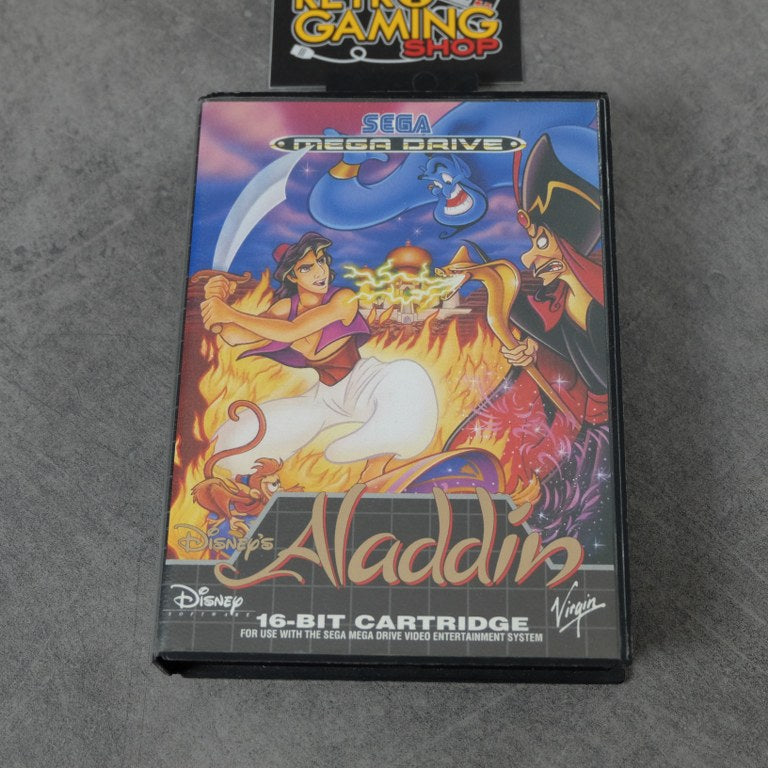 RETRO
GAMING
SHOP
SEGA
MEGA DRIVE
DISNEY'S
Aladdin
DISNEY
SOFTWARE
Virgin
16-BIT CARTRIDGE
FOR USE WITH THE SEGA MEGA DRIVE VIDEO ENTERTAINMENT SYSTEM